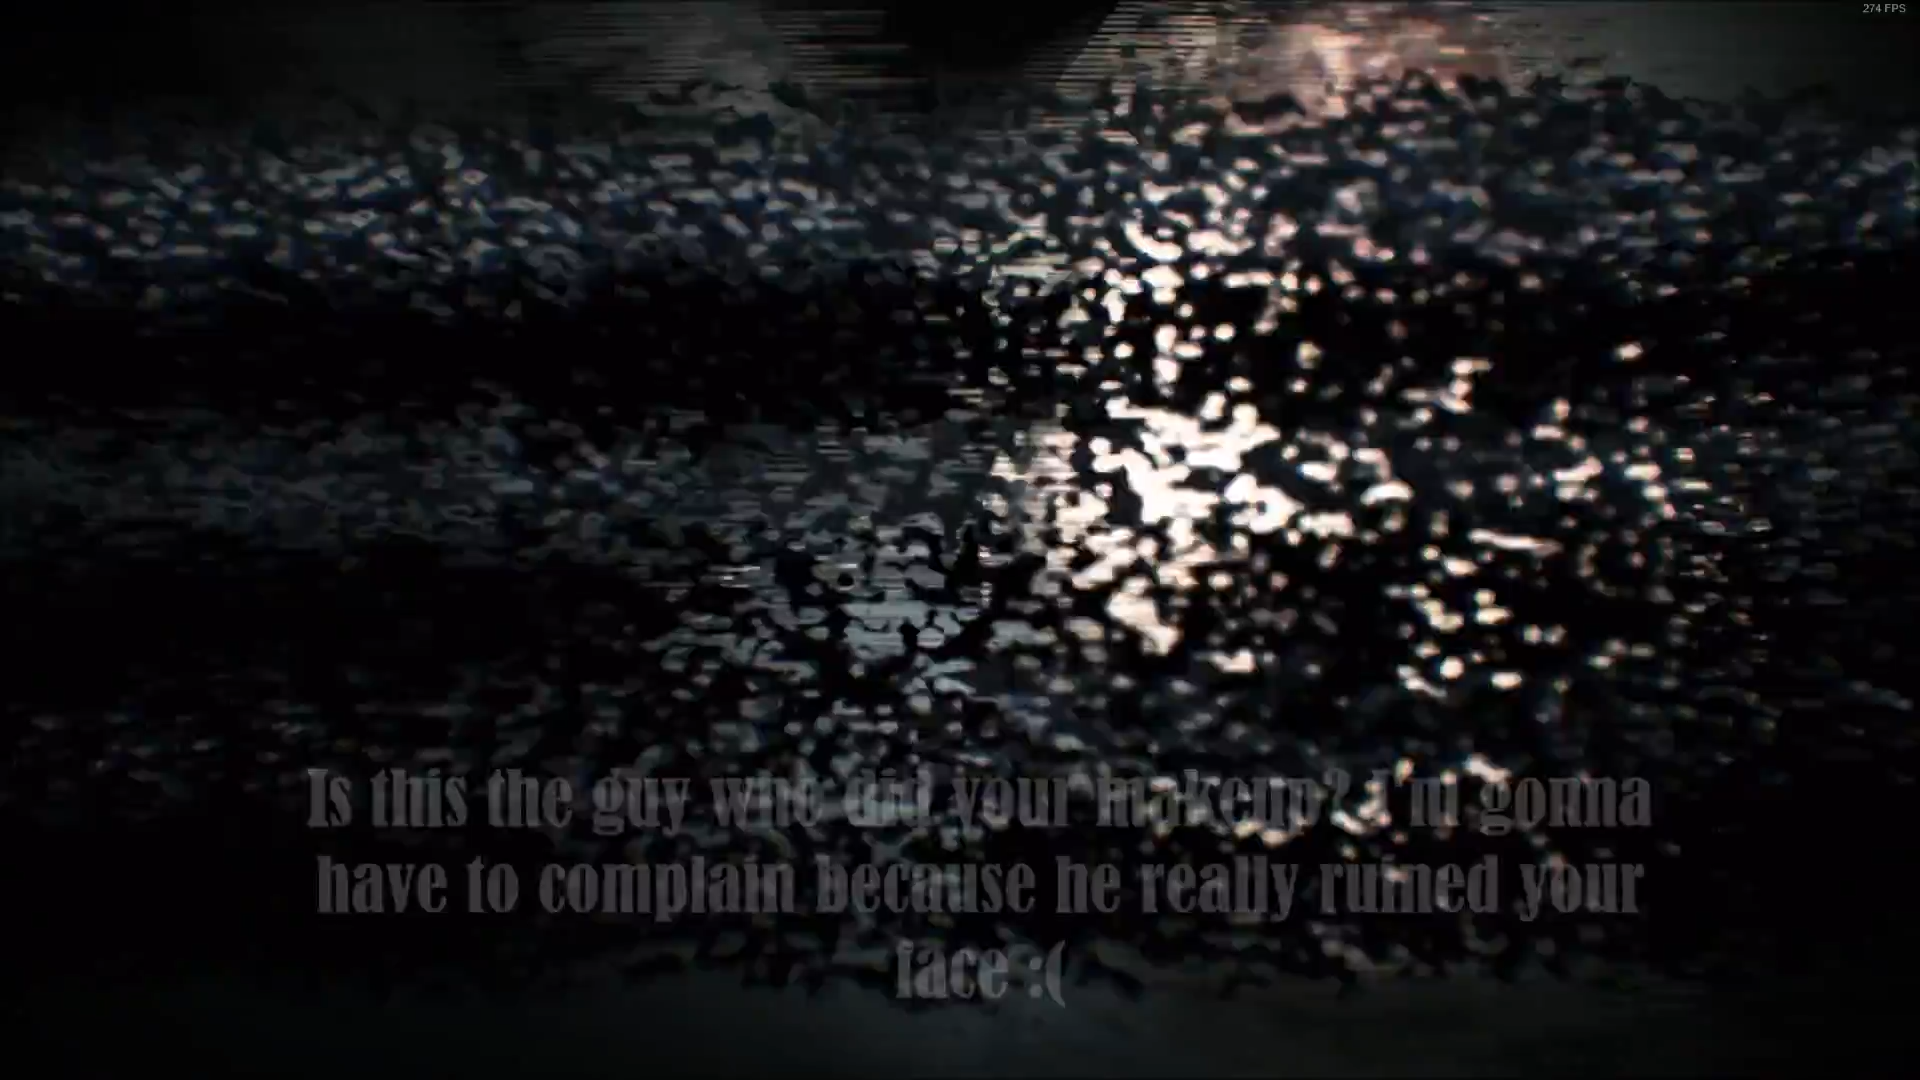 274 FPS
Is this the guy who did your makeup? I'm gonna
have to complain because he really ruined your
face :(